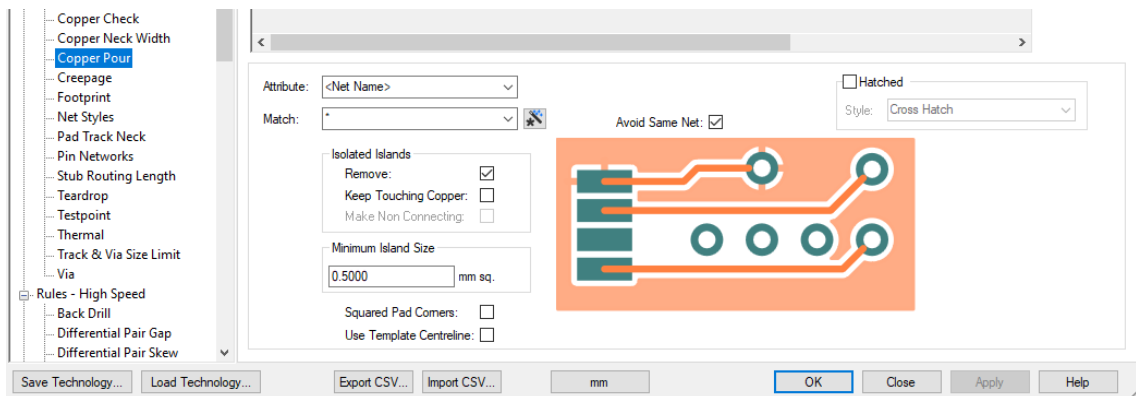 Copper Check
Copper Neck Width
Copper Pour
Creepage
Footprint
Net Styles
Pad Track Neck
Pin Networks
Stub Routing Length
Teardrop
Testpoint
Thermal
Track & Via Size Limit
Via
Rules - High Speed
Back Drill
Differential Pair Gap
Differential Pair Skew
Attribute: <Net Name>
Match: *
Avoid Same Net:
Hatched
Style: Cross Hatch
Isolated Islands
Remove:
Keep Touching Copper:
Make Non Connecting:
Minimum Island Size
0.5000 mm sq.
Squared Pad Corners:
Use Template Centreline:
Save Technology... Load Technology... Export CSV... Import CSV... mm OK Close Apply Help